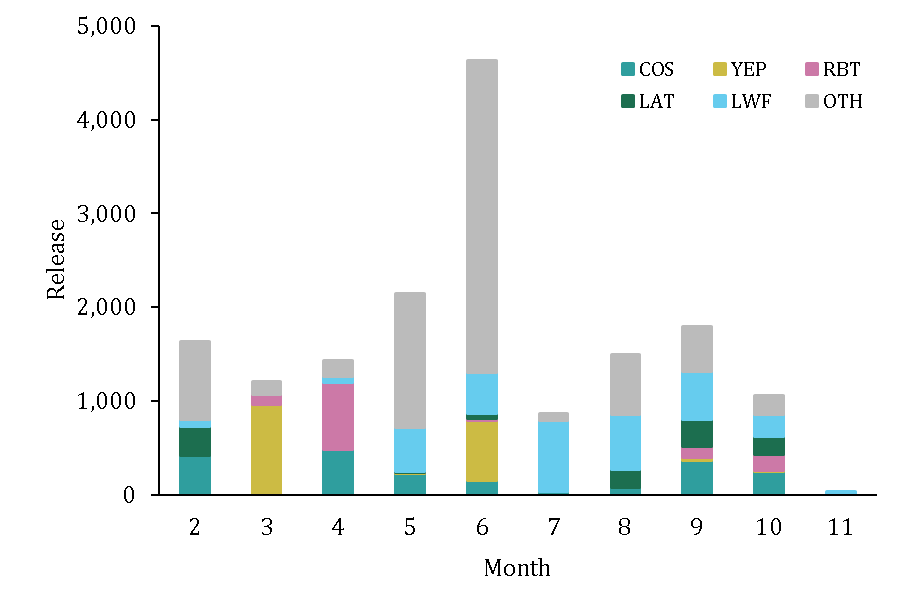 5,000
4,000
3,000
2,000
1,000
0
Release
COS YEP RBT
LAT LWF OTH
2 3 4 5 6 7 8 9 10 11
Month